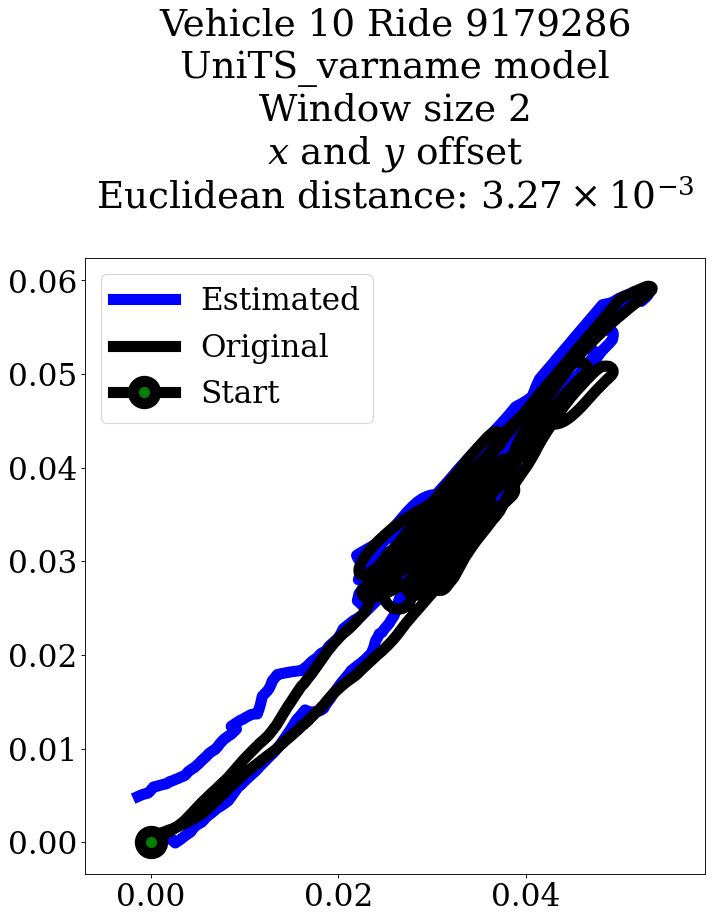 Vehicle 10 Ride 9179286
UniTS_varname model
Window size 2
x and y offset
Euclidean distance: 3.27 × 10⁻³
0.06
0.05
0.04
0.03
0.02
0.01
0.00
Estimated
Original
Start
0.00 0.02 0.04